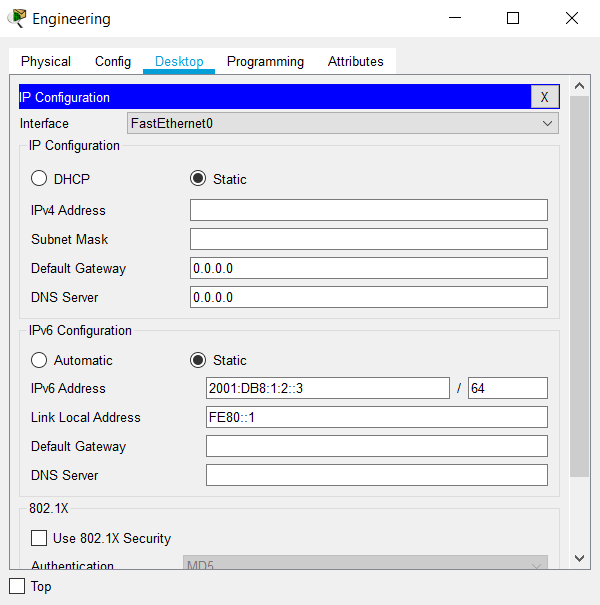 Engineering
Physical Config Desktop Programming Attributes
IP Configuration X
Interface FastEthernet0
IP Configuration
DHCP Static
IPv4 Address
Subnet Mask
Default Gateway 0.0.0.0
DNS Server 0.0.0.0
IPv6 Configuration
Automatic Static
IPv6 Address 2001:DB8:1:2::3 / 64
Link Local Address FE80::1
Default Gateway
DNS Server
802.1X
Use 802.1X Security
Authentication MD5
Top